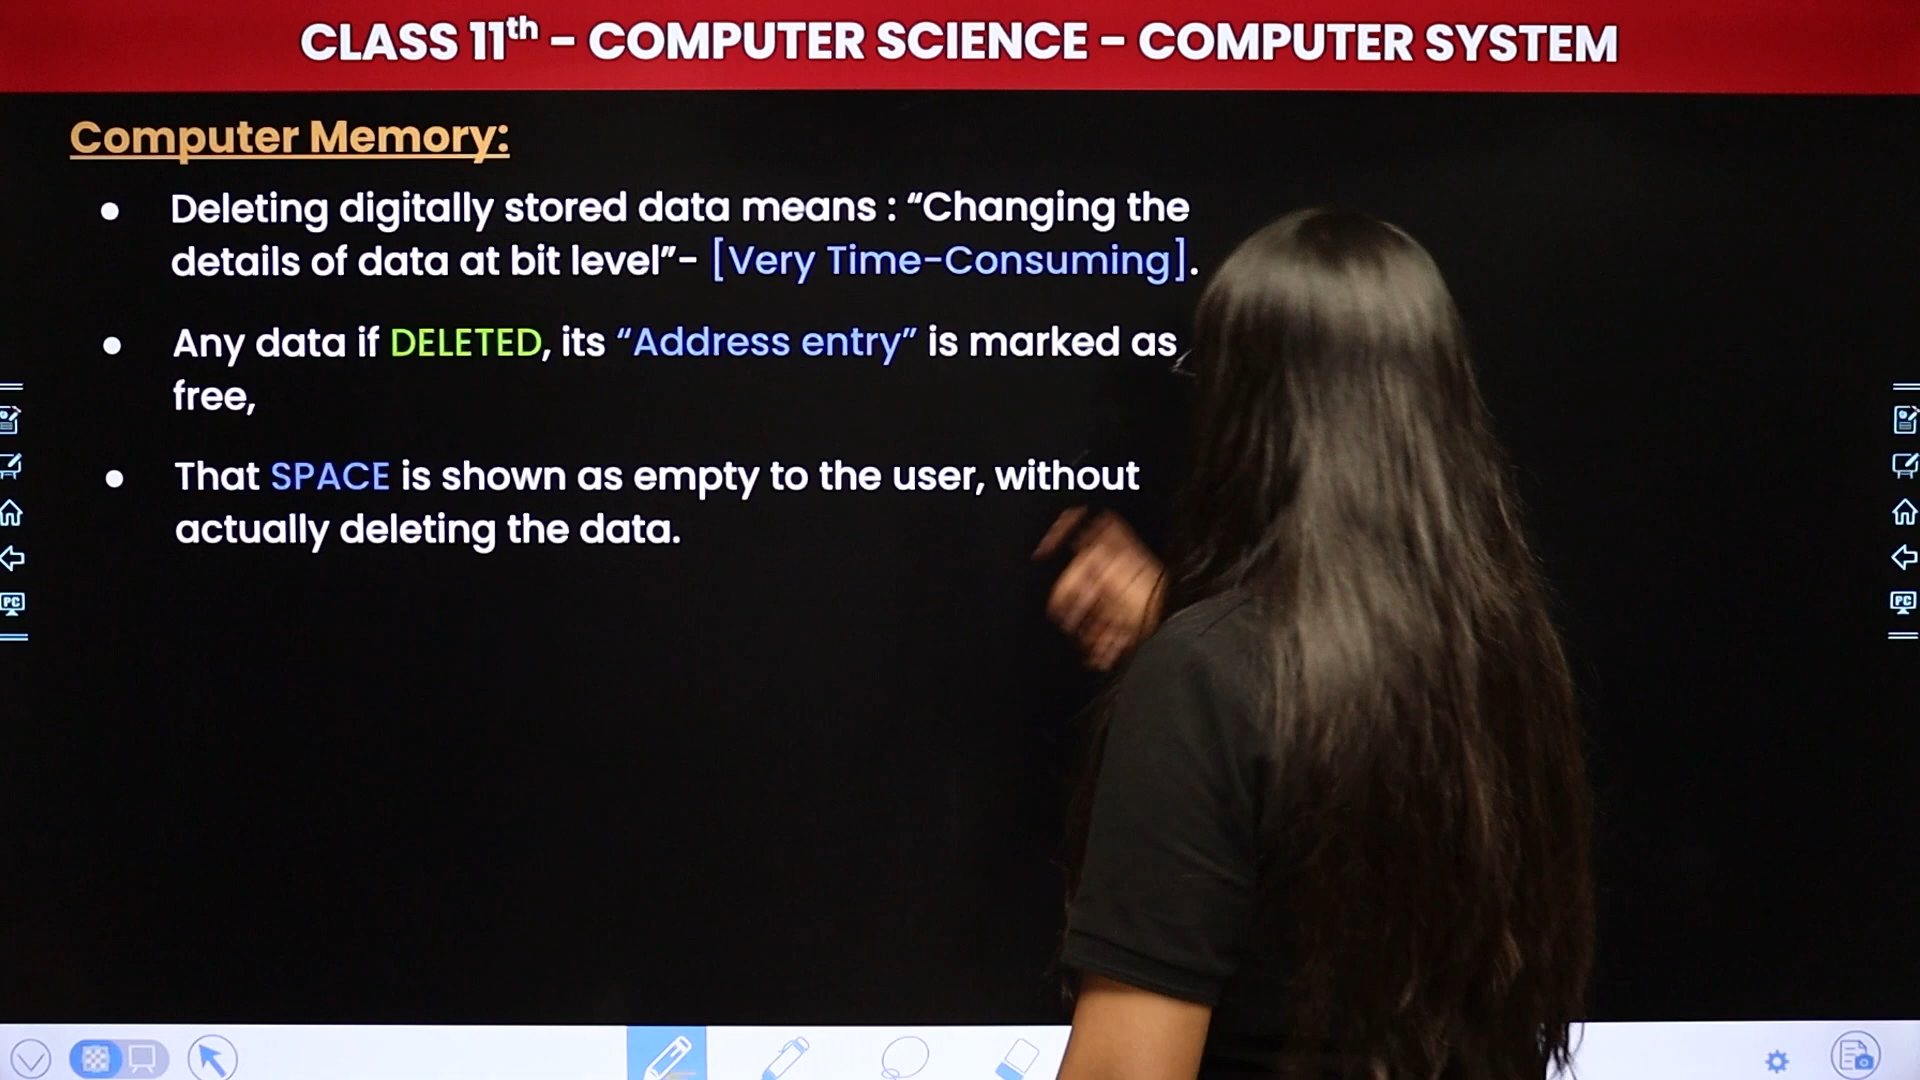 CLASS 11th - COMPUTER SCIENCE - COMPUTER SYSTEM
Computer Memory:
● Deleting digitally stored data means : “Changing the
details of data at bit level”- [Very Time-Consuming].
● Any data if DELETED, its “Address entry” is marked as
free,
● That SPACE is shown as empty to the user, without
actually deleting the data.
PC
PC